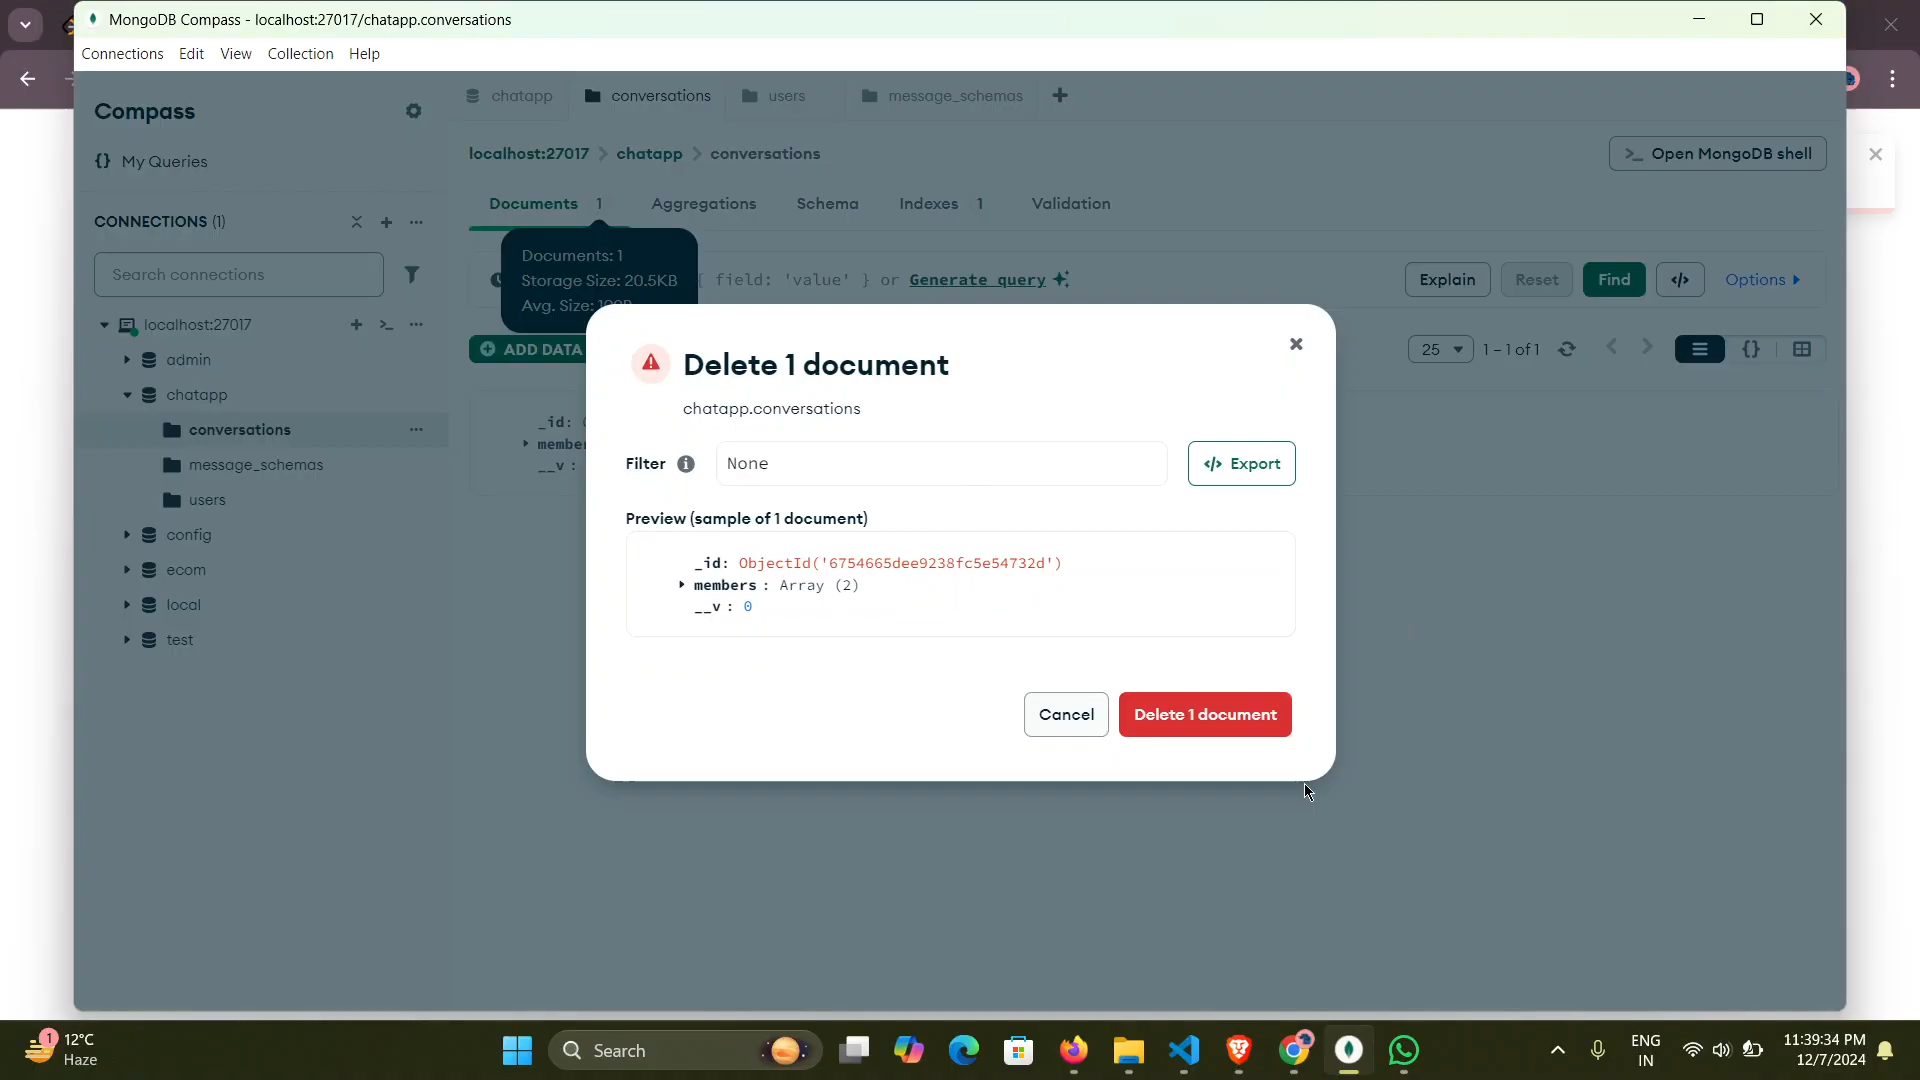 MongoDB Compass - localhost:27017/chatapp.conversations
Connections Edit View Collection Help
Compass
{} My Queries
CONNECTIONS (1)
Search connections
localhost:27017
admin
chatapp
conversations
message_schemas
users
config
ecom
local
test
chatapp conversations users message_schemas
localhost:27017 > chatapp > conversations
>_ Open MongoDB shell
Documents 1 Aggregations Schema Indexes 1 Validation
Documents: 1
Storage Size: 20.5KB
Avg. Size:
{ field: 'value' } or Generate query
Explain Reset Find </> Options
ADD DATA
25 1 – 1 of 1 {}
_id:
__v :
Delete 1 document
chatapp.conversations
Filter None </> Export
Preview (sample of 1 document)
_id: ObjectId('6754665dee9238fc5e54732d')
members : Array (2)
__v : 0
Cancel Delete 1 document
1
12°C
Haze
Search
ENG
IN
11:39:34 PM
12/7/2024